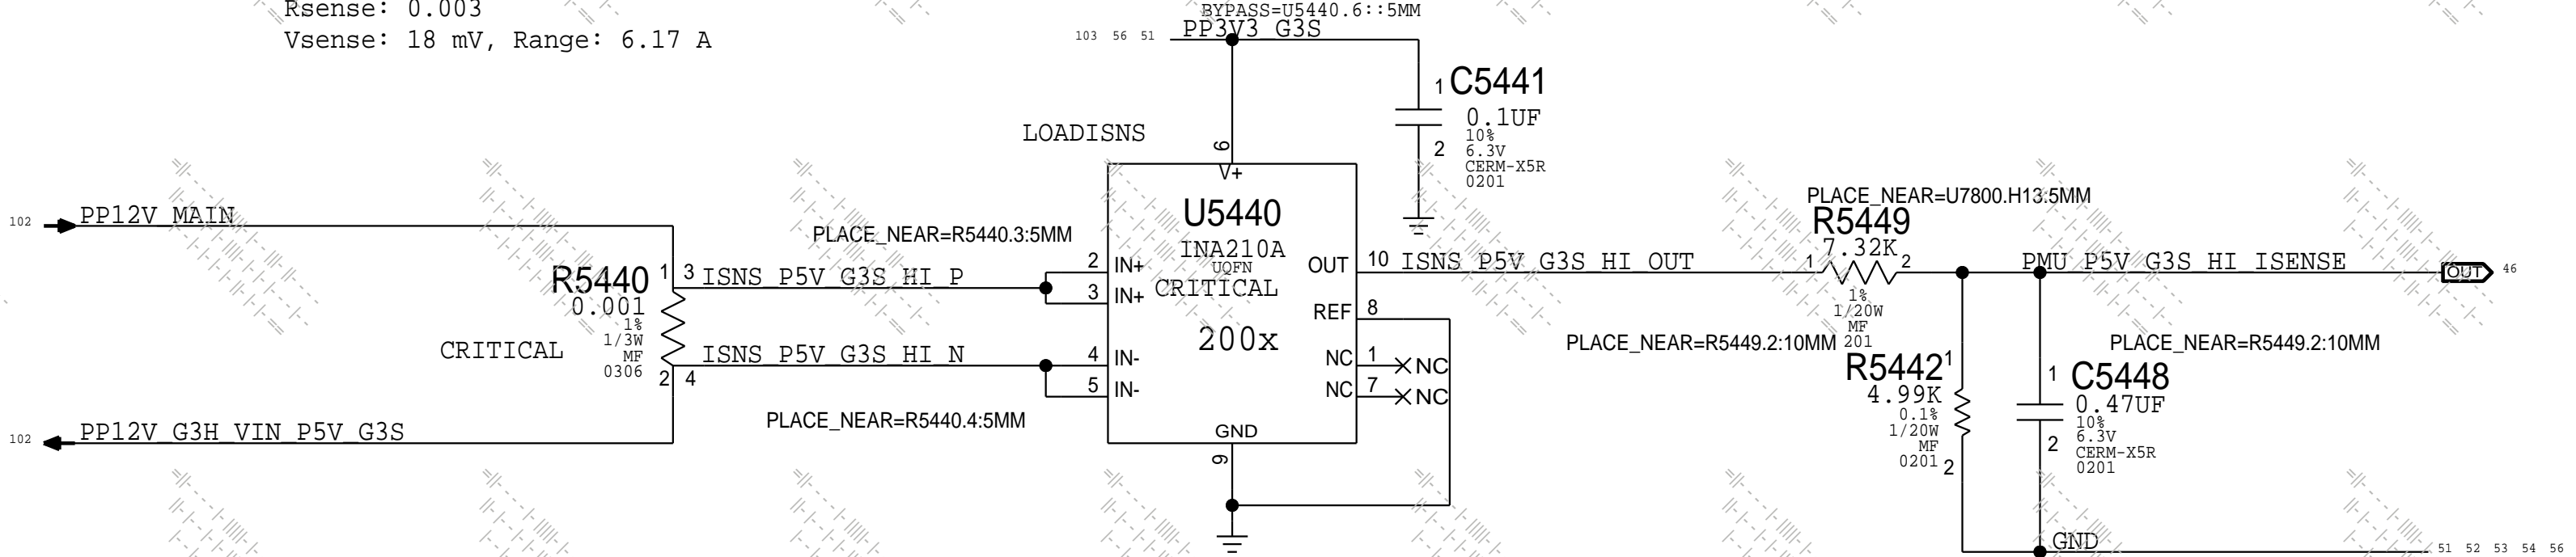 Rsense: 0.003
Vsense: 18 mV, Range: 6.17 A
BYPASS=U5440.6::5MM
103 56 51 PP3V3_G3S
1 C5441
0.1UF
10%
6.3V
2
CERM-X5R
0201
LOADISNS
6
V+
102 PP12V_MAIN
PLACE_NEAR=R5440.3:5MM
R5440
0.001
1%
1/3W
MF
0306
CRITICAL
1 3 ISNS_P5V_G3S_HI_P
2 4 ISNS_P5V_G3S_HI_N
PLACE_NEAR=R5440.4:5MM
102 PP12V_G3H_VIN_P5V_G3S
U5440
INA210A
UQFN
CRITICAL
200x
2 IN+
3 IN+
4 IN-
5 IN-
OUT 10 ISNS_P5V_G3S_HI_OUT
REF 8
NC 1 NC
NC 7 NC
GND
9
PLACE_NEAR=U7800.H13:5MM
R5449
7.32K
1 2
1%
1/20W
MF
201
PMU_P5V_G3S_HI_ISENSE OUT 46
PLACE_NEAR=R5449.2:10MM
R5442 1
4.99K
0.1%
1/20W
MF
0201 2
PLACE_NEAR=R5449.2:10MM
1 C5448
0.47UF
10%
6.3V
2
CERM-X5R
0201
GND 51 52 53 54 56